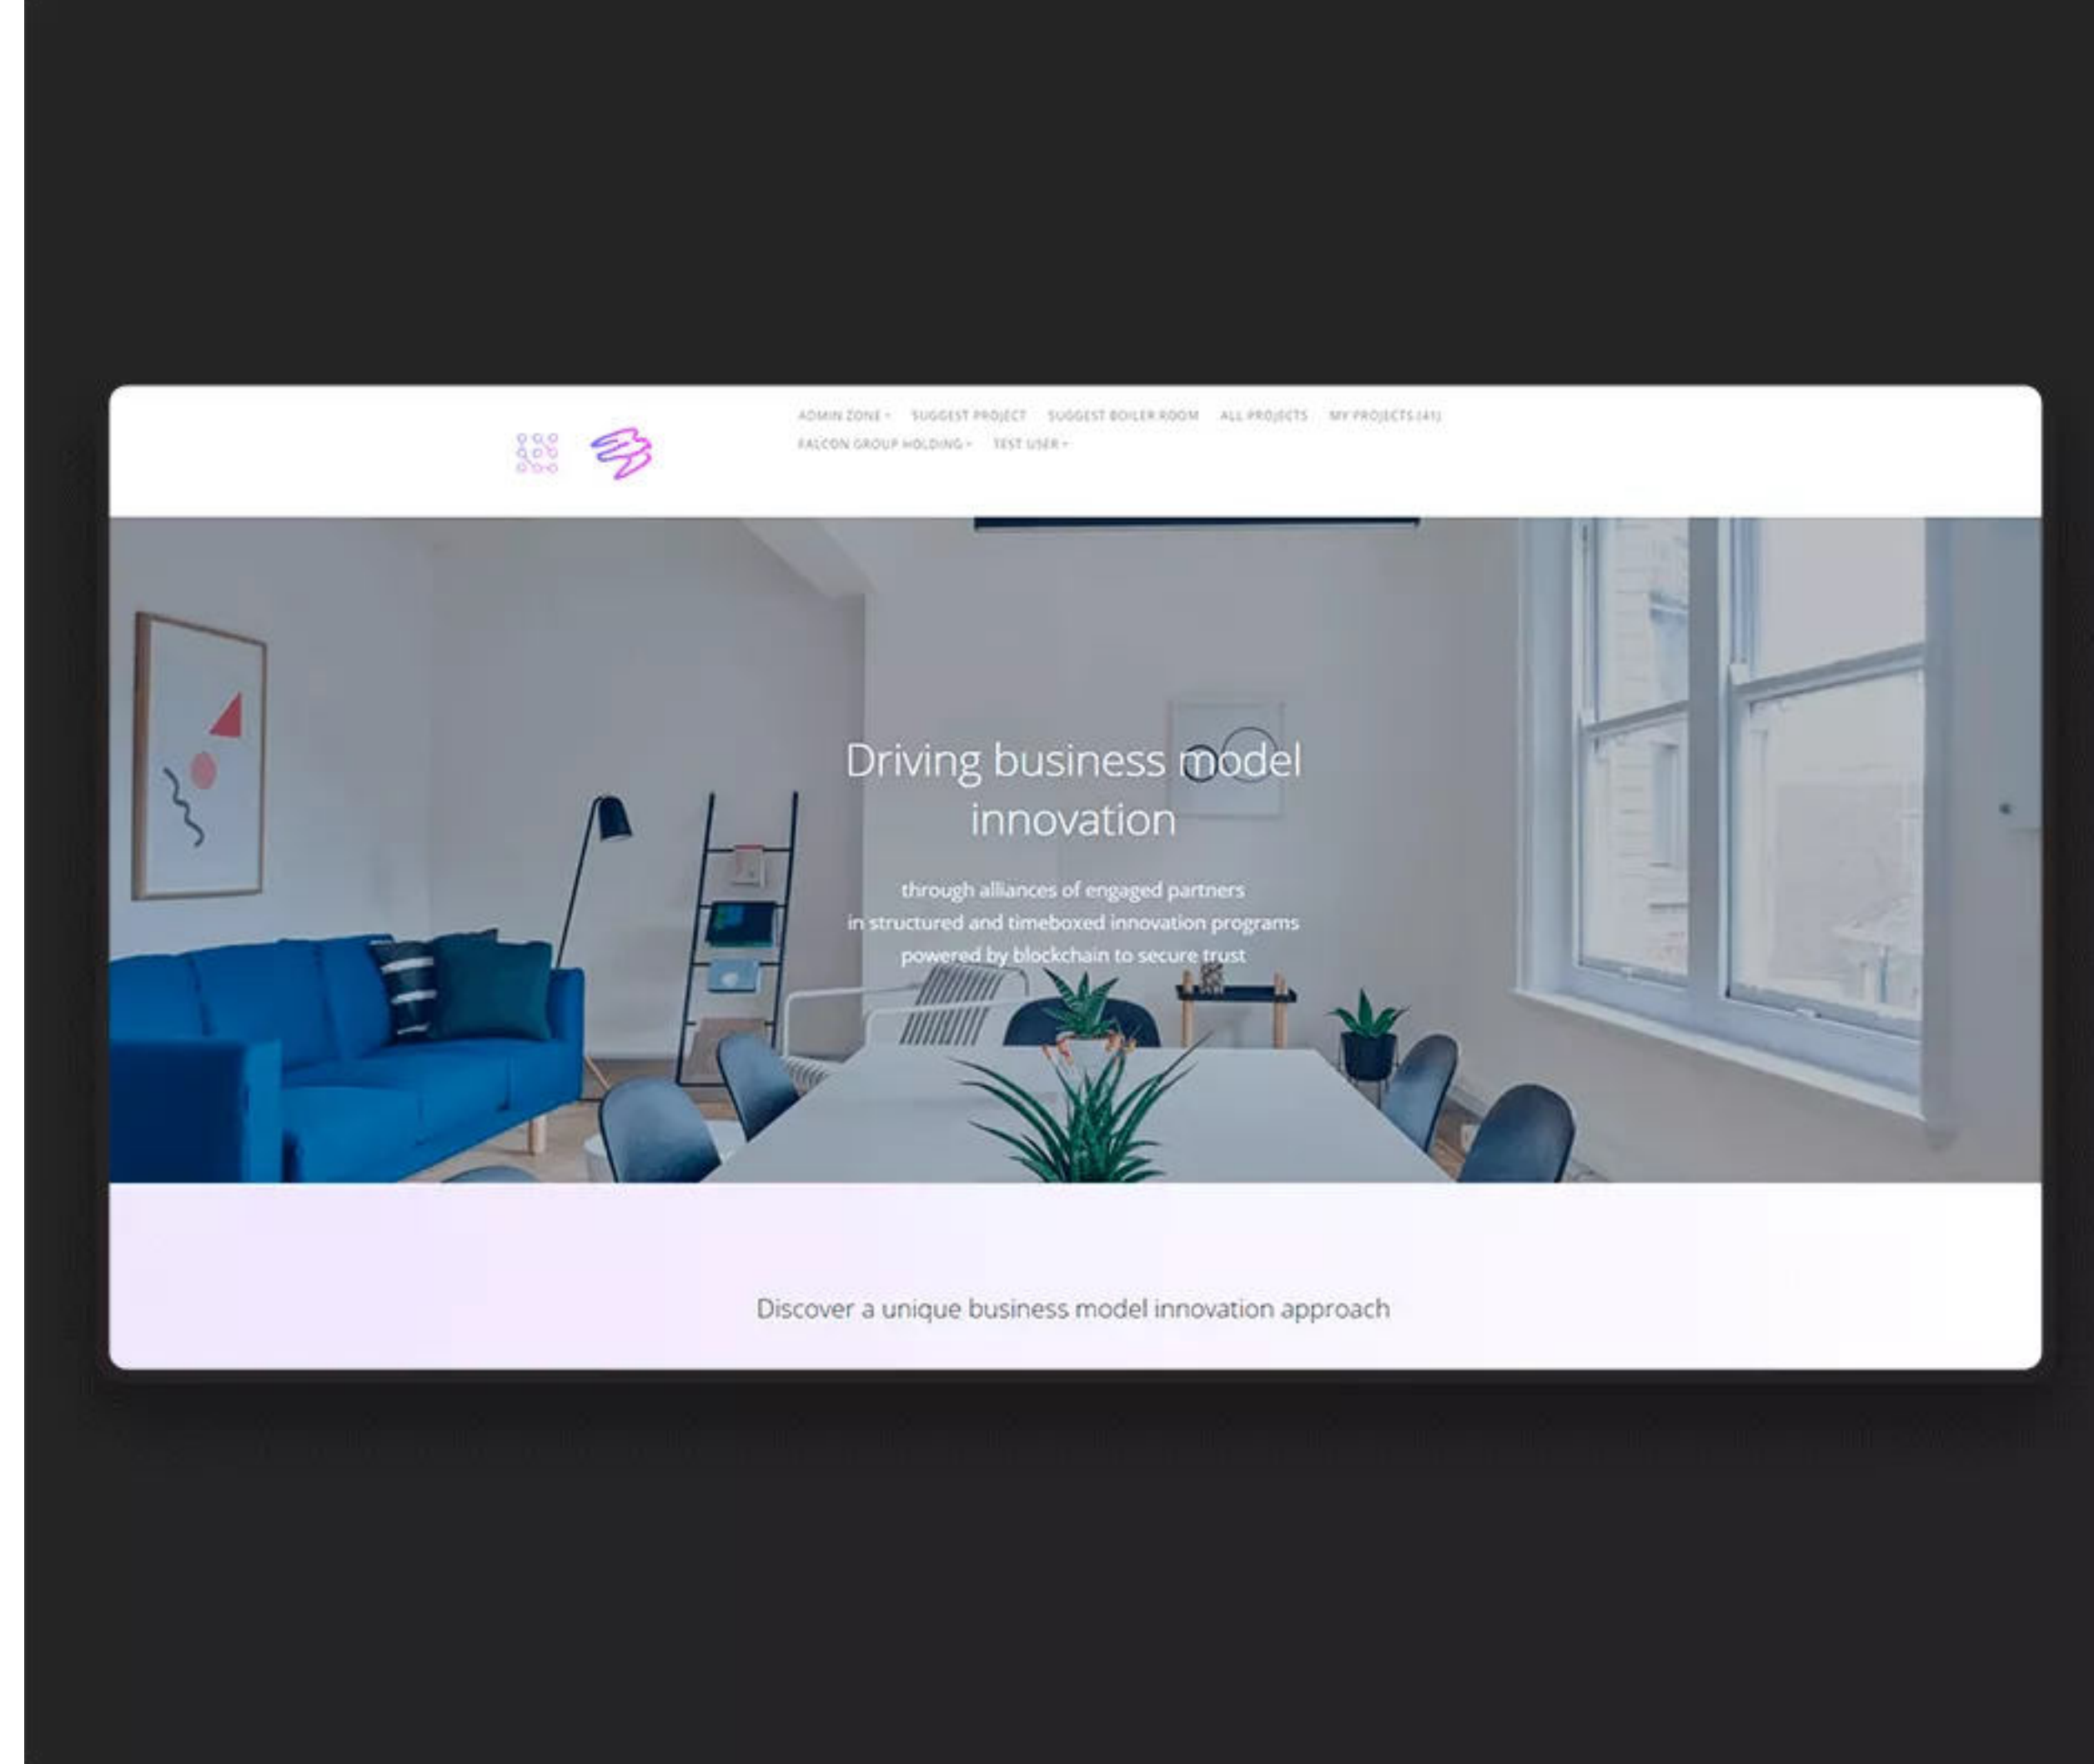 ADMIN ZONE SUGGEST PROJECT SUGGEST BOILER ROOM ALL PROJECTS MY PROJECTS (41)
FALCON GROUP HOLDING TEST USER
Driving business model
innovation
through alliances of engaged partners
in structured and timeboxed innovation programs
powered by blockchain to secure trust
Discover a unique business model innovation approach